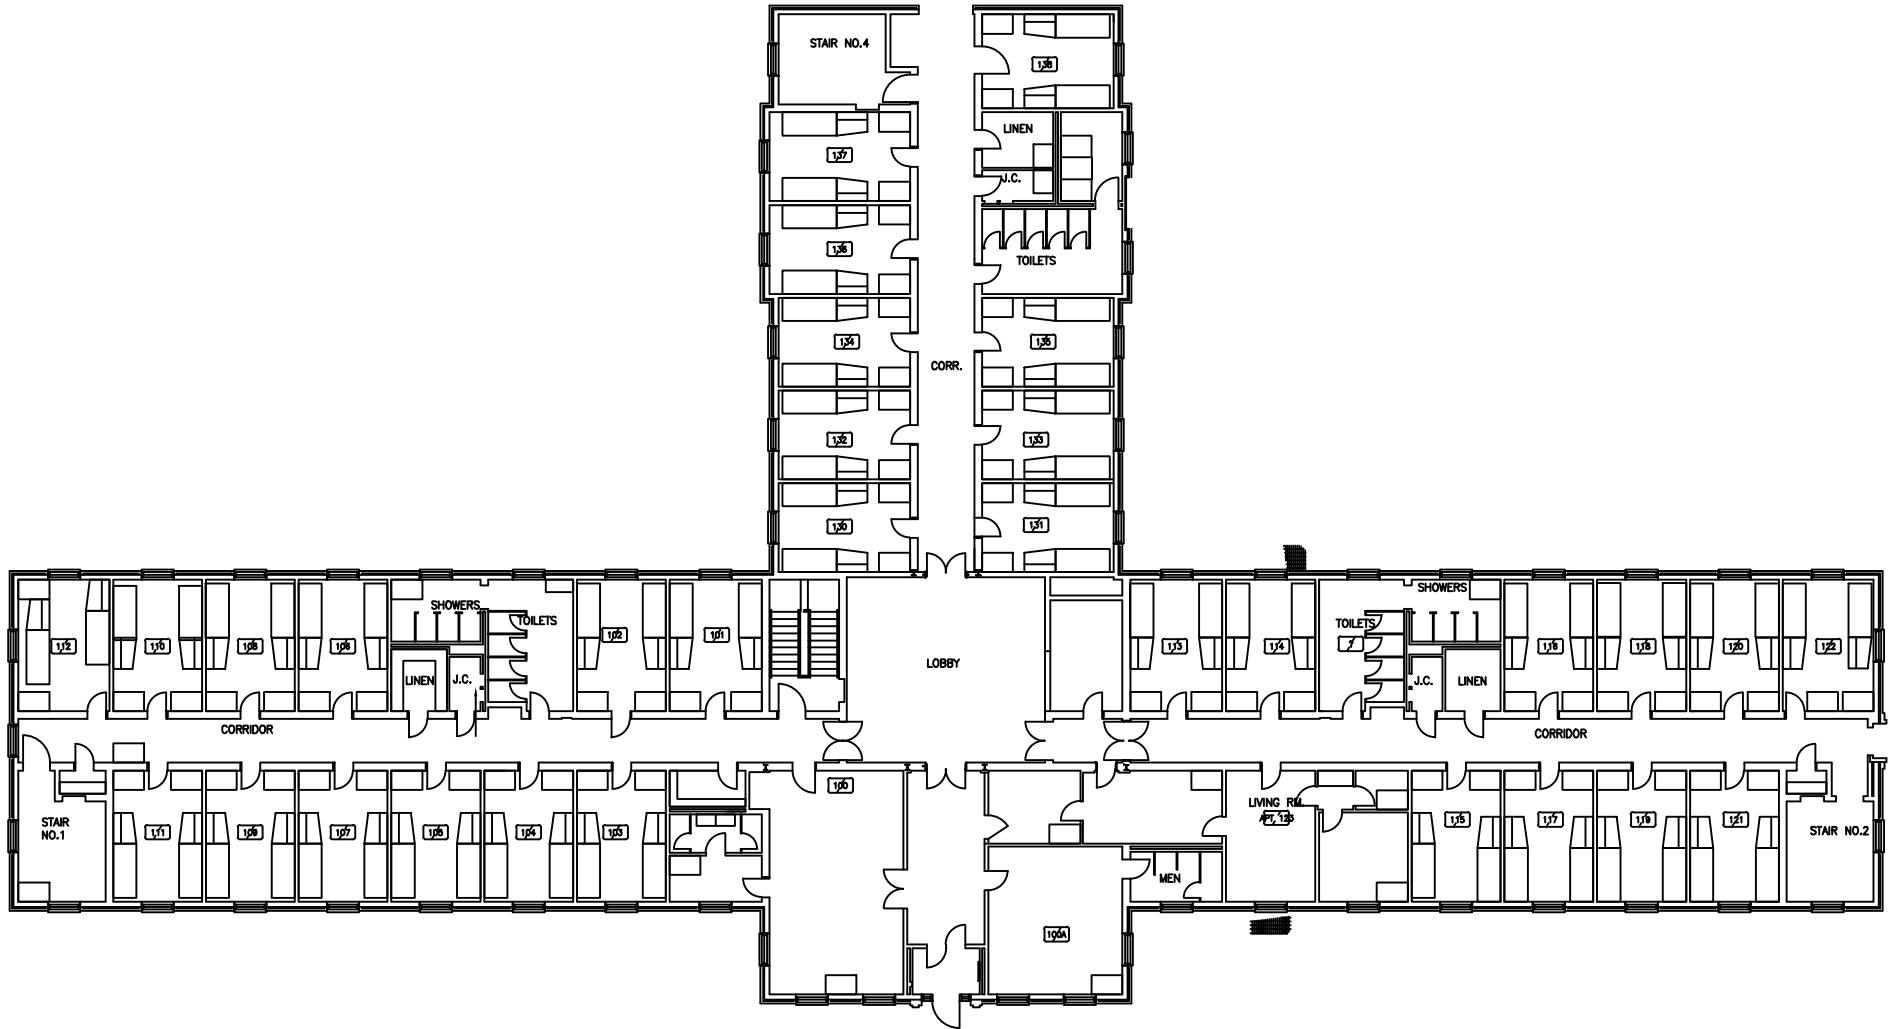 STAIR NO.4
138
LINEN
137
J.C.
136
TOILETS
134
135
CORR.
132
133
130
131
SHOWERS
TOILETS
112
110
108
106
102
101
LINEN
J.C.
LOBBY
SHOWERS
TOILETS
113
114
116
118
120
122
J.C.
LINEN
CORRIDOR
CORRIDOR
100
STAIR
NO.1
111
109
107
105
104
103
LIVING RM.
APT. 123
115
117
119
121
STAIR NO.2
MEN
100A